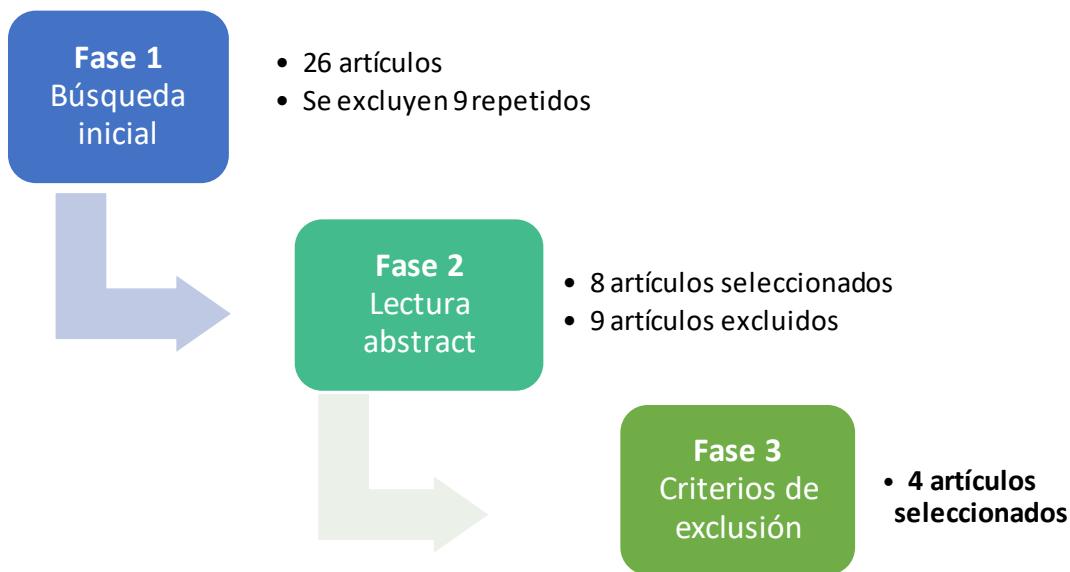 Fase 1
Búsqueda
inicial
• 26 artículos
• Se excluyen 9 repetidos
Fase 2
Lectura
abstract
• 8 artículos seleccionados
• 9 artículos excluidos
Fase 3
Criterios de
exclusión
• 4 artículos
seleccionados